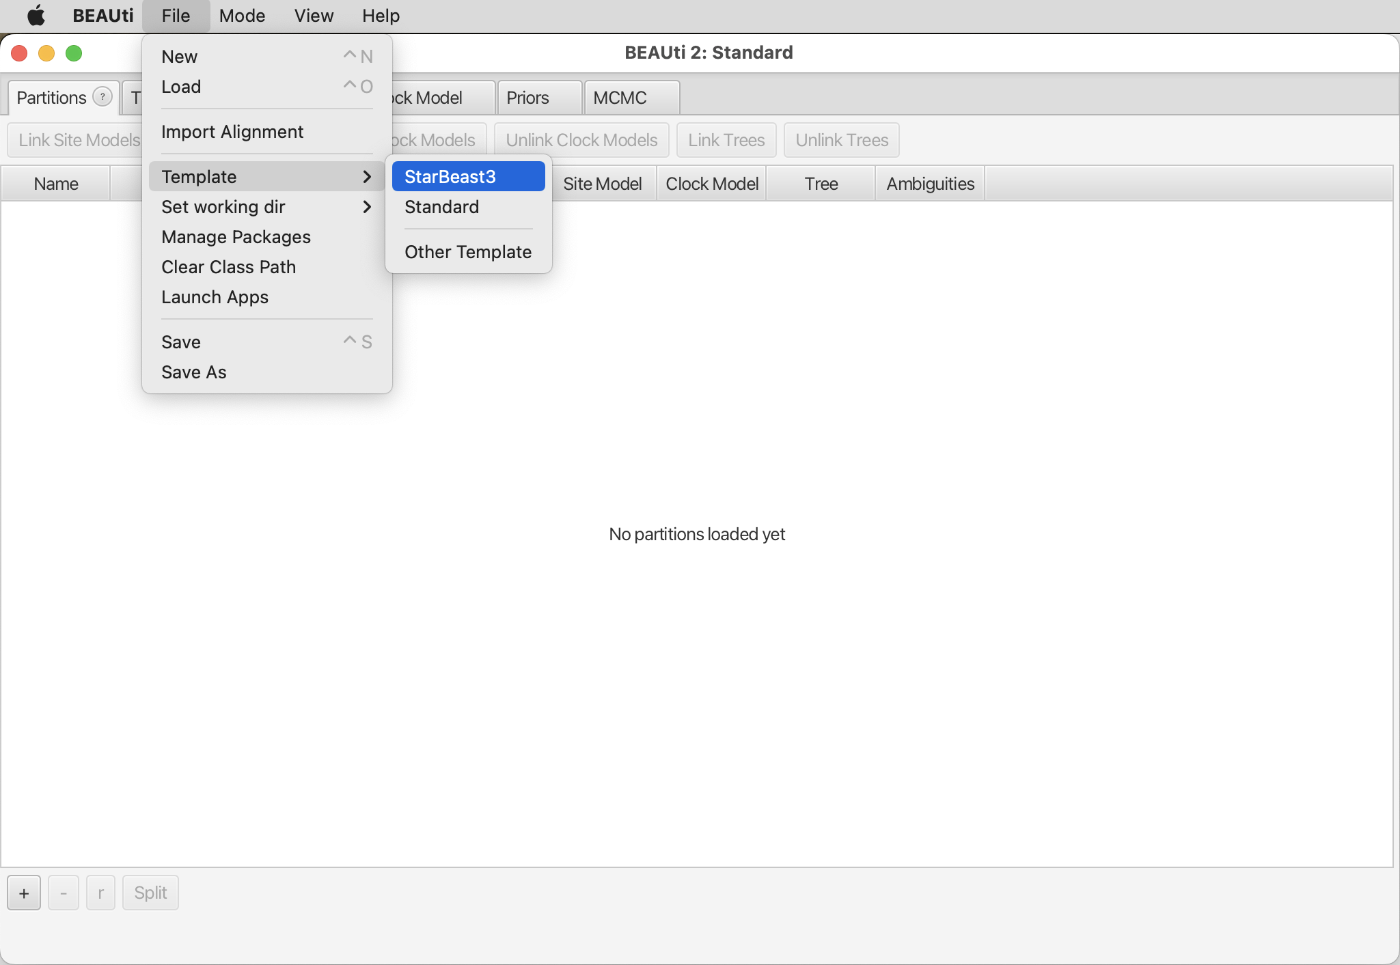 BEAUti File Mode View Help
BEAUti 2: Standard
Partitions ? T ock Model Priors MCMC
Link Site Models ock Models Unlink Clock Models Link Trees Unlink Trees
Name Site Model Clock Model Tree Ambiguities
New ^ N
Load ^ O
Import Alignment
Template >
Set working dir >
Manage Packages
Clear Class Path
Launch Apps
Save ^ S
Save As
StarBeast3
Standard
Other Template
No partitions loaded yet
+ - r Split